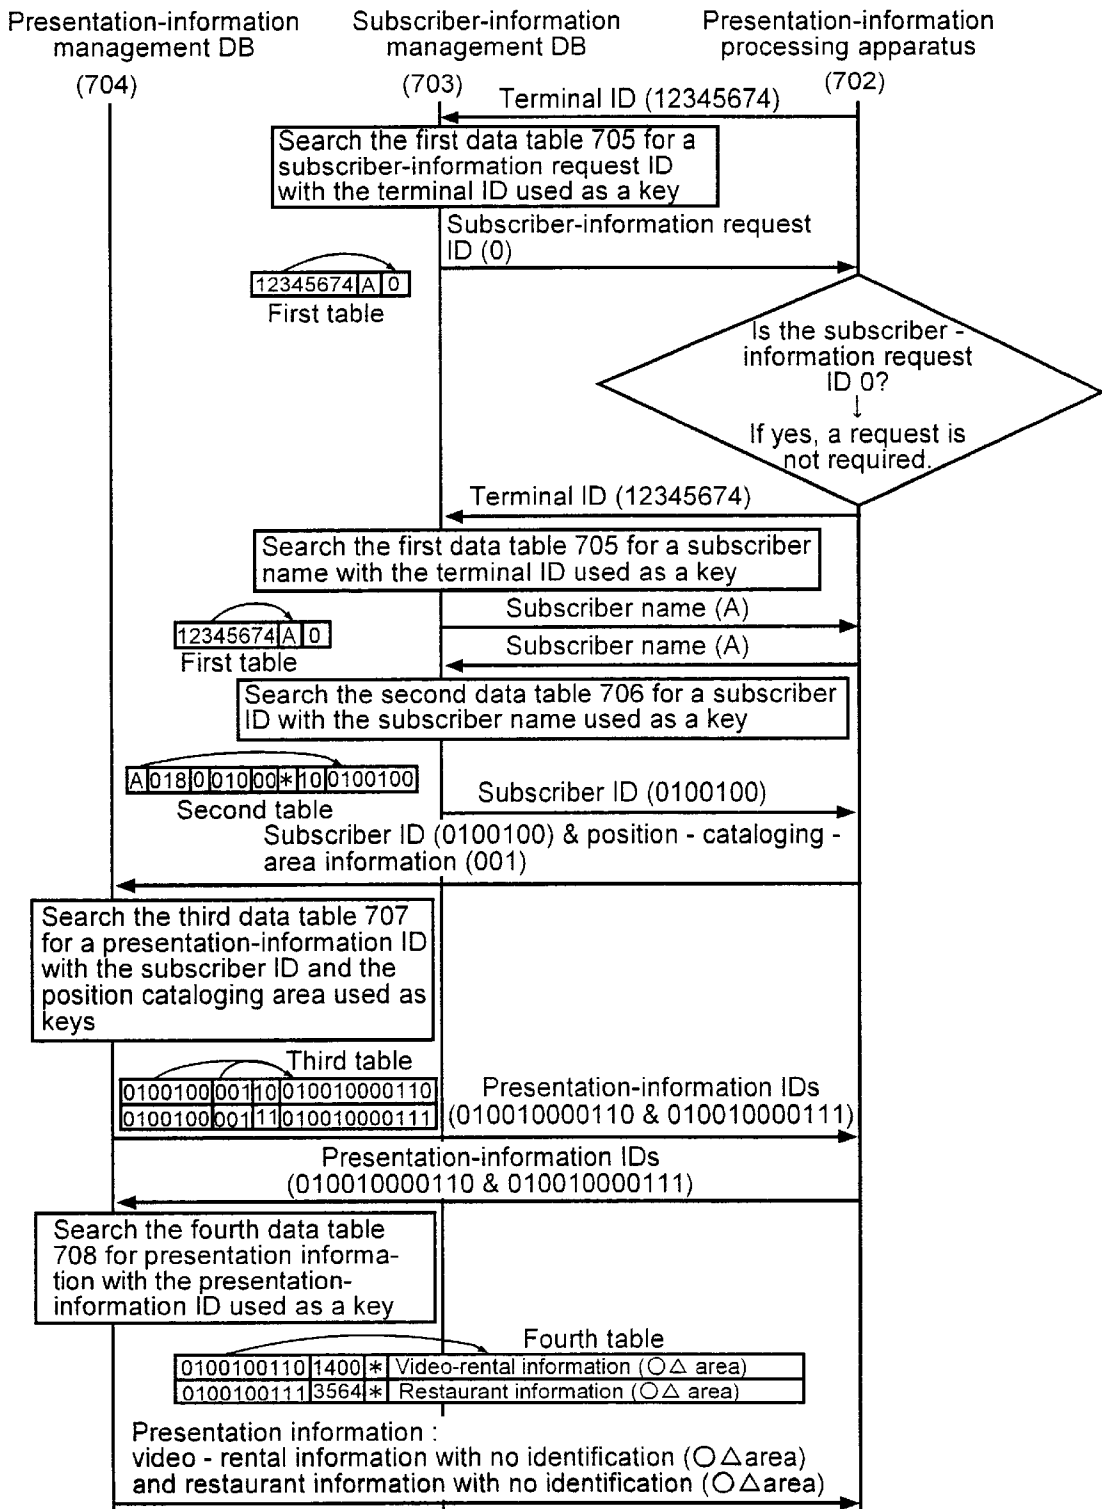 Presentation-information
management DB
(704)
Subscriber-information
management DB
(703)
Presentation-information
processing apparatus
(702)
Terminal ID (12345674)
Search the first data table 705 for a
subscriber-information request ID
with the terminal ID used as a key
Subscriber-information request
ID (0)
12345674 A 0
First table
Is the subscriber -
information request
ID 0?
↓
If yes, a request is
not required.
Terminal ID (12345674)
Search the first data table 705 for a subscriber
name with the terminal ID used as a key
Subscriber name (A)
12345674 A 0
First table
Subscriber name (A)
Search the second data table 706 for a subscriber
ID with the subscriber name used as a key
A 018 0 010 00 * 10 0100100
Second table
Subscriber ID (0100100)
Subscriber ID (0100100) & position - cataloging -
area information (001)
Search the third data table 707
for a presentation-information ID
with the subscriber ID and the
position cataloging area used as
keys
Third table
0100100 001 10 010010000110
0100100 001 11 010010000111
Presentation-information IDs
(010010000110 & 010010000111)
Presentation-information IDs
(010010000110 & 010010000111)
Search the fourth data table
708 for presentation informa-
tion with the presentation-
information ID used as a key
Fourth table
0100100110 1400 * Video-rental information (○△ area)
0100100111 3564 * Restaurant information (○△ area)
Presentation information :
video - rental information with no identification (○△area)
and restaurant information with no identification (○△area)